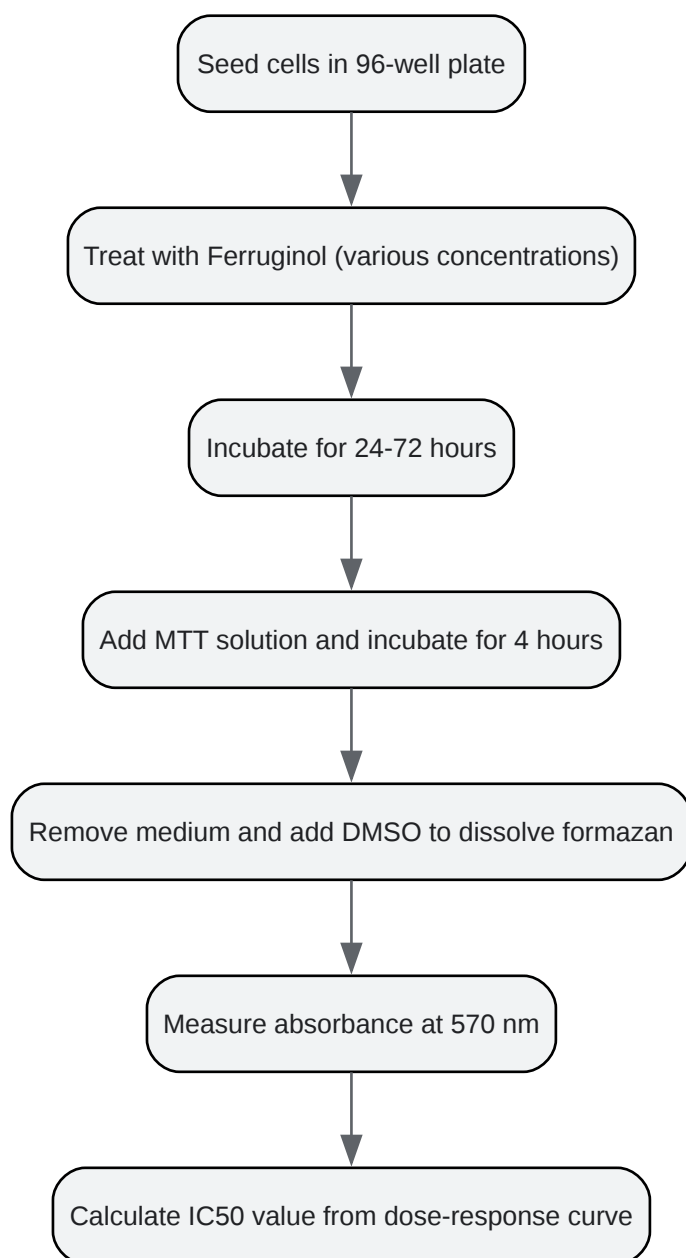 Seed cells in 96-well plate
Treat with Ferruginol (various concentrations)
Incubate for 24-72 hours
Add MTT solution and incubate for 4 hours
Remove medium and add DMSO to dissolve formazan
Measure absorbance at 570 nm
Calculate IC50 value from dose-response curve